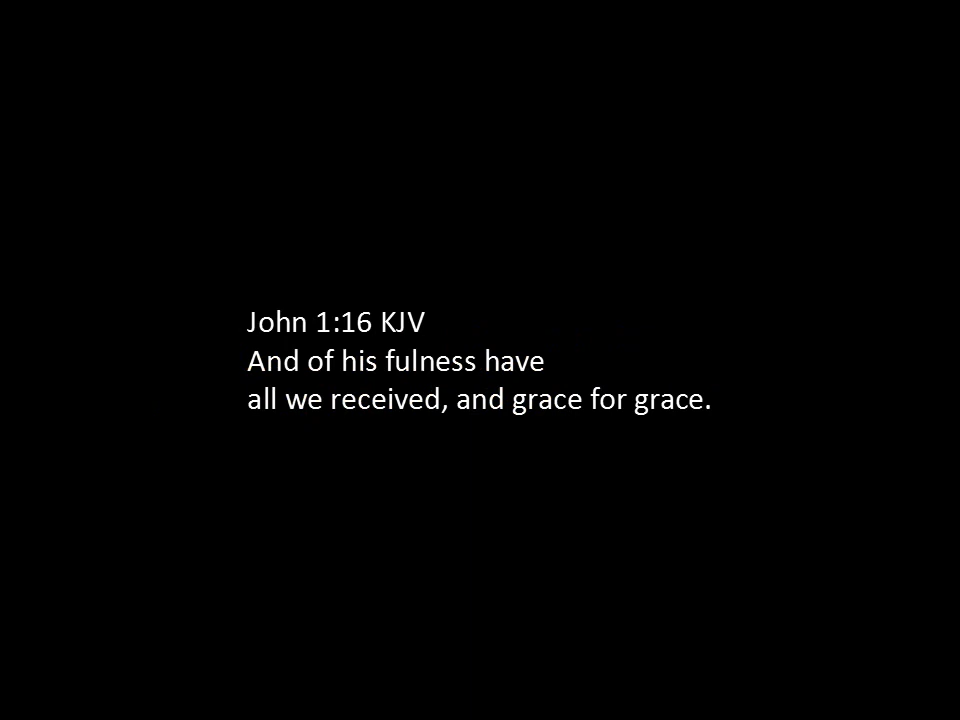 John 1:16 KJV
And of his fulness have
all we received, and grace for grace.